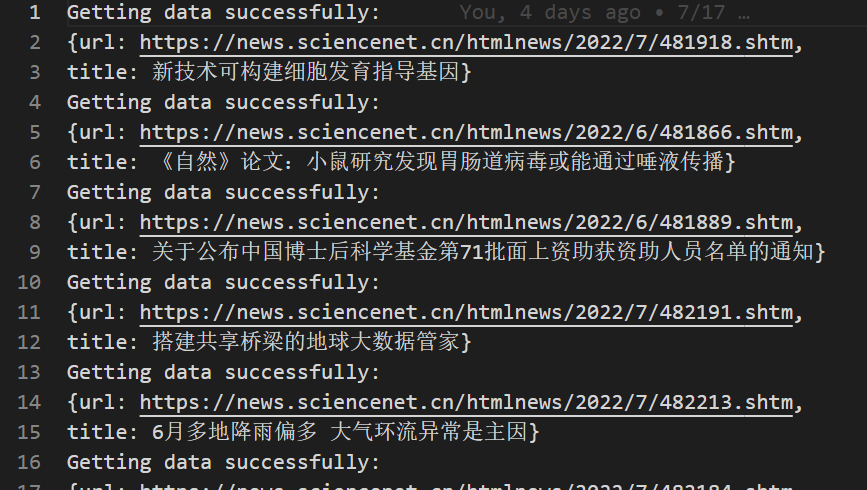 1 Getting data successfully: You, 4 days ago • 7/17 …
2 {url: https://news.sciencenet.cn/htmlnews/2022/7/481918.shtm,
3 title: 新技术可构建细胞发育指导基因}
4 Getting data successfully:
5 {url: https://news.sciencenet.cn/htmlnews/2022/6/481866.shtm,
6 title: 《自然》论文：小鼠研究发现胃肠道病毒或能通过唾液传播}
7 Getting data successfully:
8 {url: https://news.sciencenet.cn/htmlnews/2022/6/481889.shtm,
9 title: 关于公布中国博士后科学基金第71批面上资助获资助人员名单的通知}
10 Getting data successfully:
11 {url: https://news.sciencenet.cn/htmlnews/2022/7/482191.shtm,
12 title: 搭建共享桥梁的地球大数据管家}
13 Getting data successfully:
14 {url: https://news.sciencenet.cn/htmlnews/2022/7/482213.shtm,
15 title: 6月多地降雨偏多 大气环流异常是主因}
16 Getting data successfully:
17 {url: https://news.sciencenet.cn/htmlnews/2022/7/482184.shtm